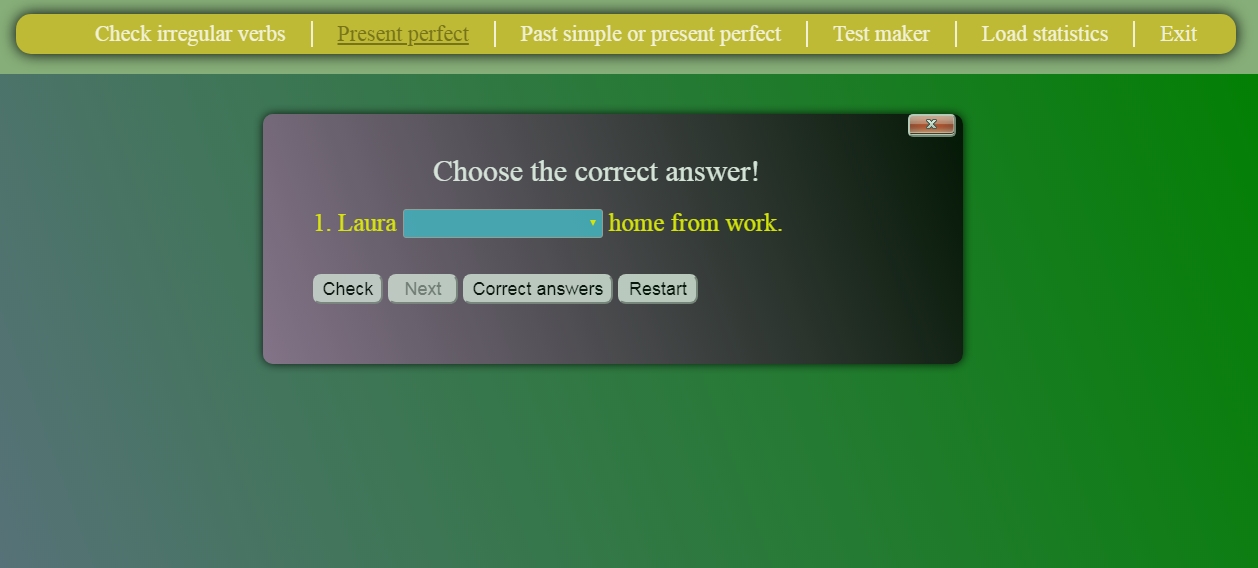 Check irregular verbs Present perfect Past simple or present perfect Test maker Load statistics Exit
x
Choose the correct answer!
1. Laura home from work.
Check Next Correct answers Restart